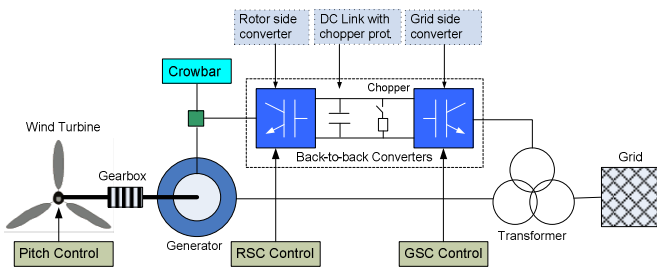 Rotor side
converter
DC Link with
chopper prot.
Grid side
converter
Crowbar
Chopper
Wind Turbine
Back-to-back Converters
Gearbox
Grid
Generator
Transformer
Pitch Control
RSC Control
GSC Control